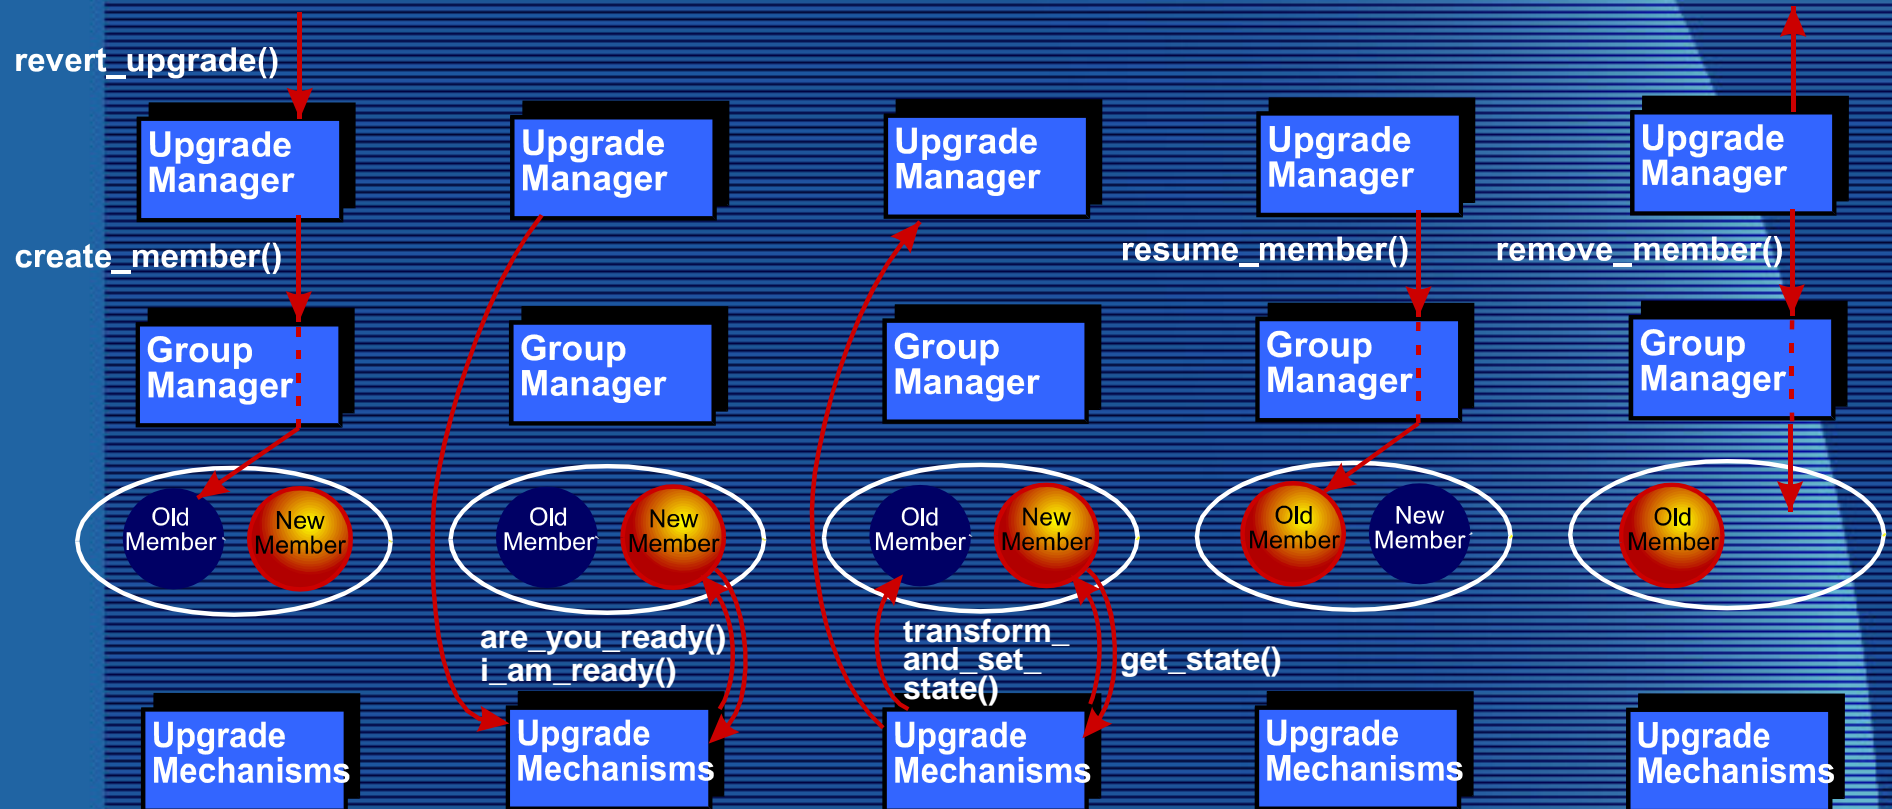 revert_upgrade()
Upgrade
Manager
Upgrade
Manager
Upgrade
Manager
Upgrade
Manager
Upgrade
Manager
create_member()
resume_member()
remove_member()
Group
Manager
Group
Manager
Group
Manager
Group
Manager
Group
Manager
Old
Member`
New
Member
Old
Member`
New
Member
Old
Member`
New
Member
Old
Member
New
Member´
Old
Member
are_you_ready()
i_am_ready()
transform_
and_set_
state()
get_state()
Upgrade
Mechanisms
Upgrade
Mechanisms
Upgrade
Mechanisms
Upgrade
Mechanisms
Upgrade
Mechanisms